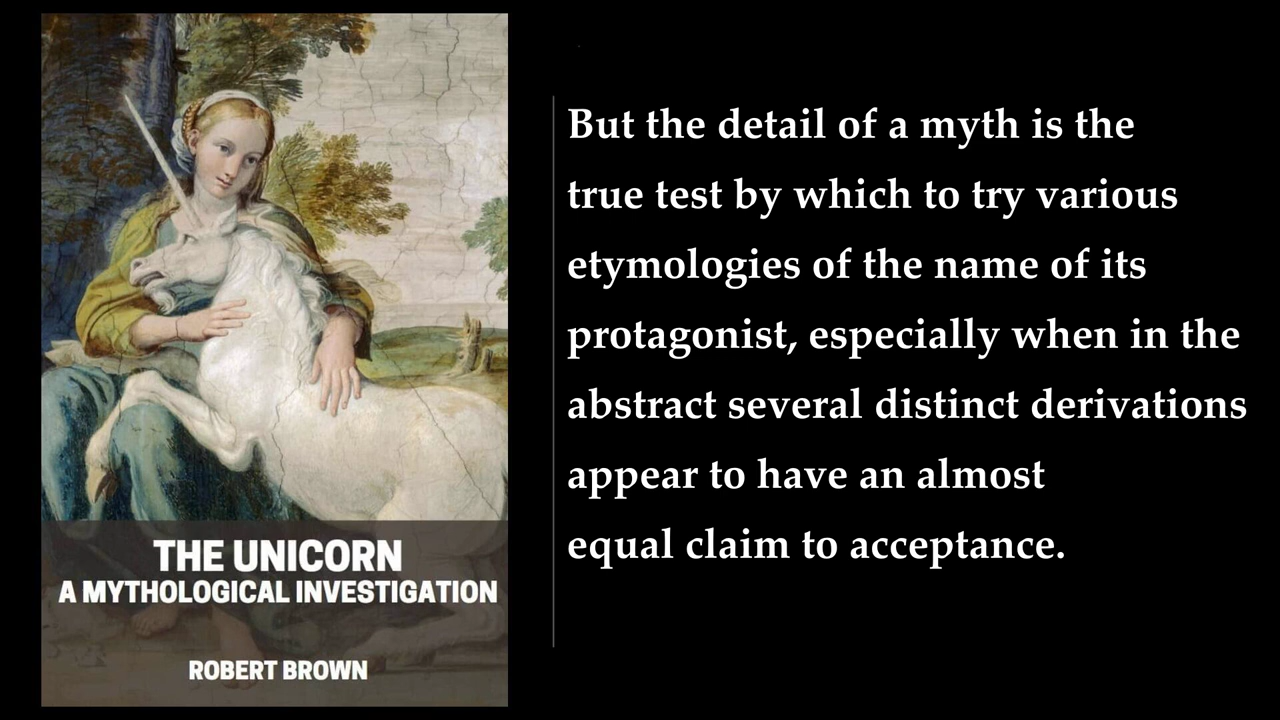 THE UNICORN
A MYTHOLOGICAL INVESTIGATION
ROBERT BROWN
But the detail of a myth is the
true test by which to try various
etymologies of the name of its
protagonist, especially when in the
abstract several distinct derivations
appear to have an almost
equal claim to acceptance.